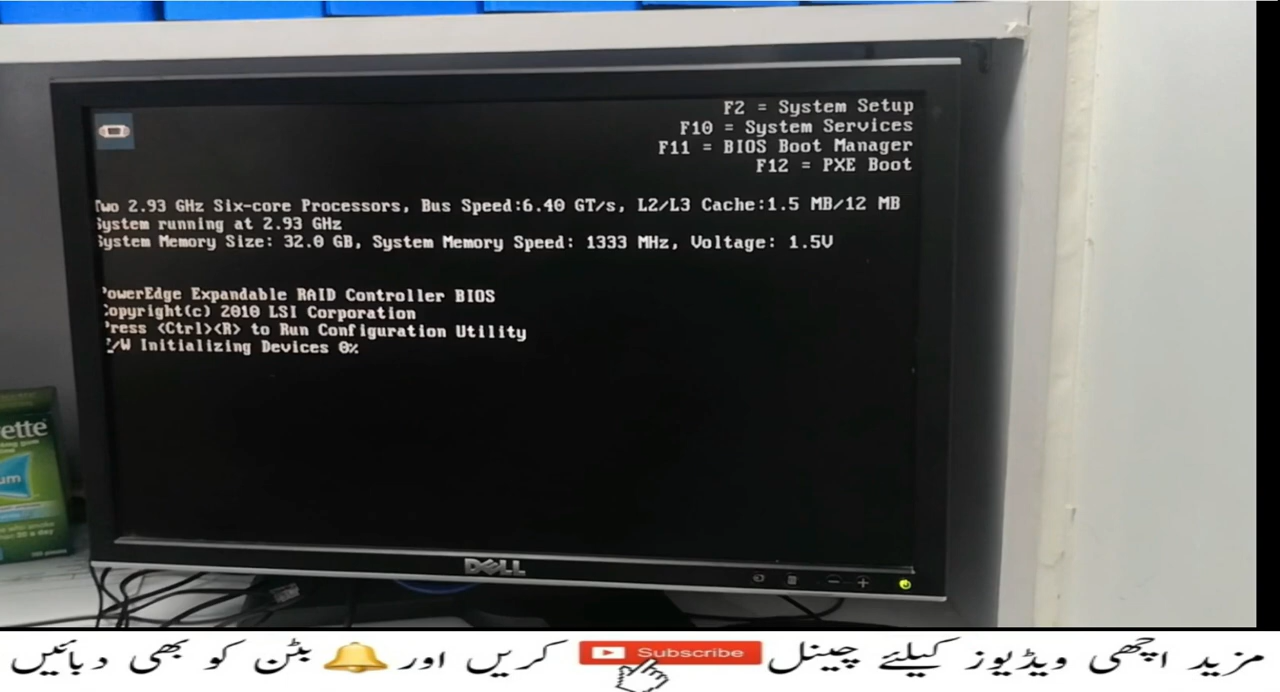 F2 = System Setup
F10 = System Services
F11 = BIOS Boot Manager
F12 = PXE Boot
Two 2.93 GHz Six-core Processors, Bus Speed:6.40 GT/s, L2/L3 Cache:1.5 MB/12 MB
System running at 2.93 GHz
System Memory Size: 32.0 GB, System Memory Speed: 1333 MHz, Voltage: 1.5V
PowerEdge Expandable RAID Controller BIOS
Copyright(c) 2010 LSI Corporation
Press <Ctrl><R> to Run Configuration Utility
F/W Initializing Devices 0%
ette
um
DELL
مزید اچھی ویڈیوز کیلئے چینل Subscribe کریں اور بٹن کو بھی دبائیں